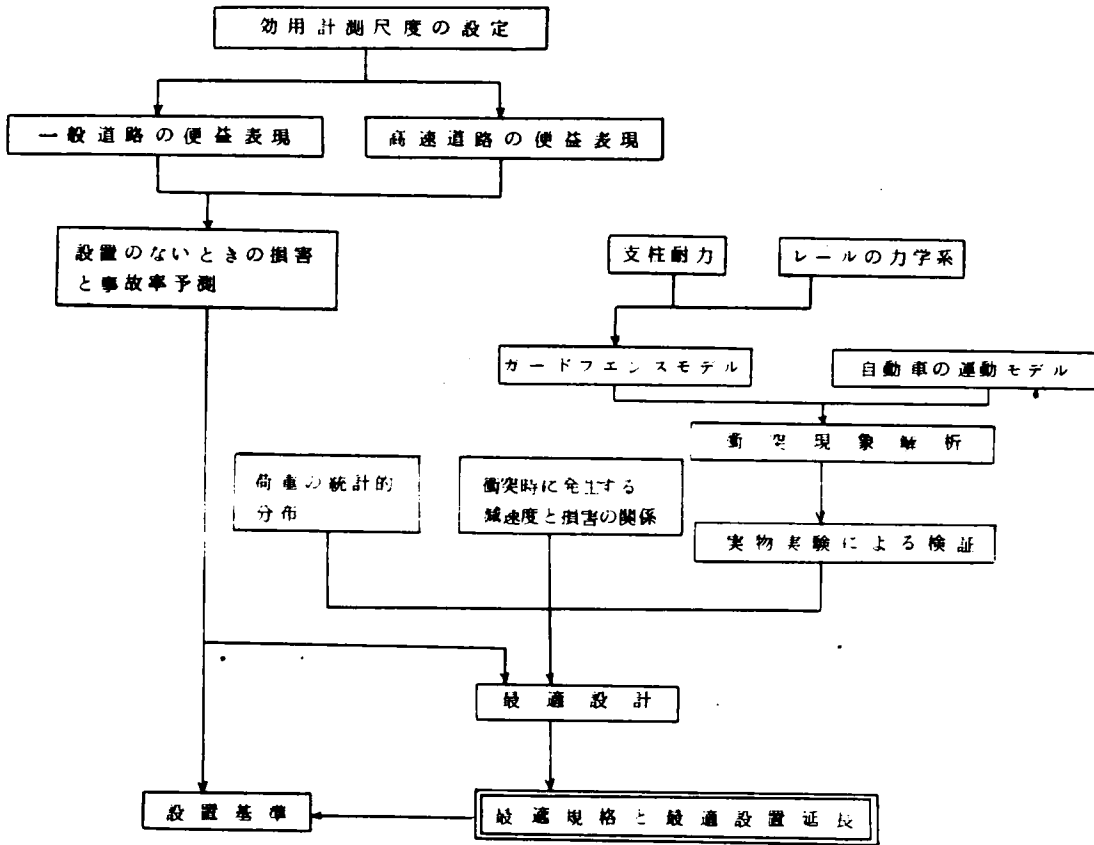 効用計測尺度の設定
一般道路の便益表現
高速道路の便益表現
設置のないときの損害
と事故率予測
支柱耐力
レールの力学系
ガードフエンスモデル
自動車の運動モデル
衝突現象解析
荷重の統計的
分布
衝突時に発生する
減速度と損害の関係
実物実験による検証
最適設計
設置基準
最適規格と最適設置延長